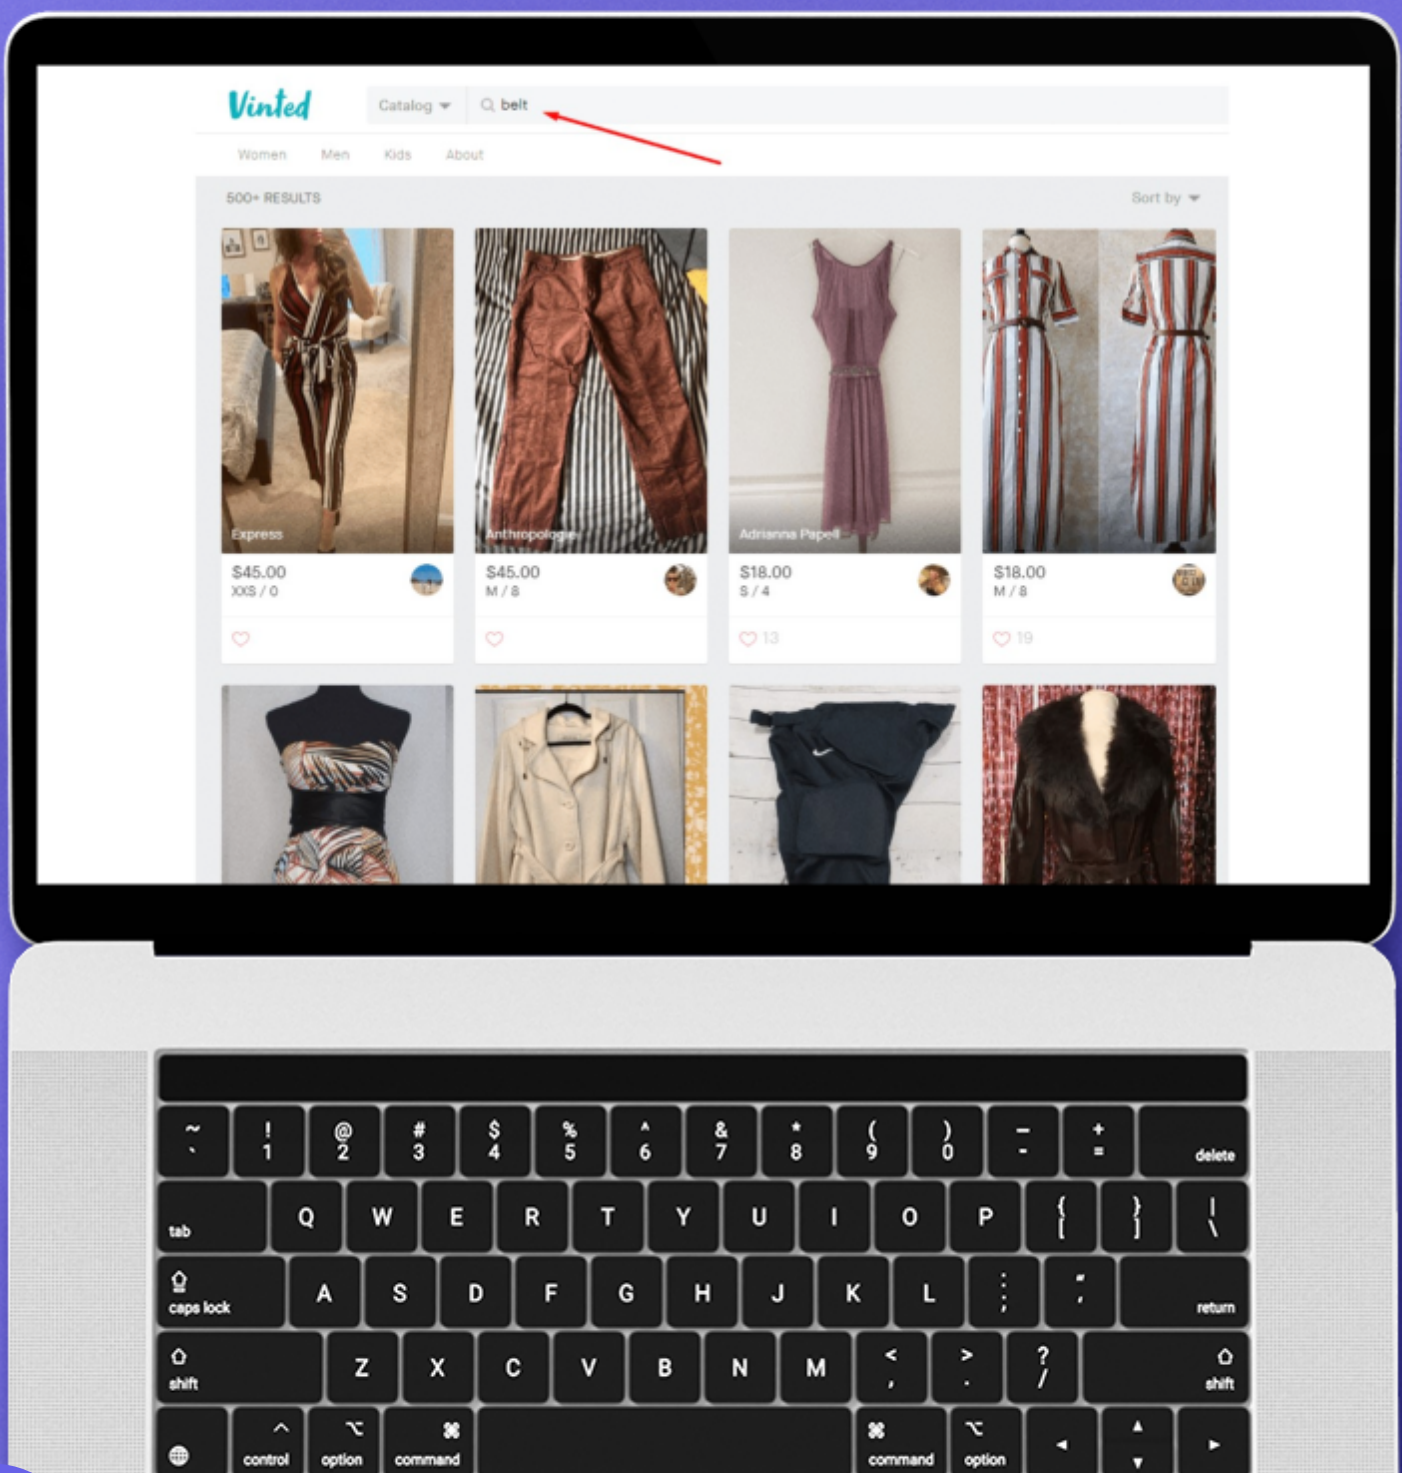 Vinted
Catalog
belt
Women Men Kids About
500+ RESULTS
Sort by
Express
Anthropologie
Adrianna Papell
$45.00
XXS / 0
$45.00
M / 8
$18.00
S / 4
13
$18.00
M / 8
19
~ ! @ # $ % ^ & * ( ) — +
` 1 2 3 4 5 6 7 8 9 0 - = delete
tab Q W E R T Y U I O P { [ } ] | \
caps lock A S D F G H J K L : ; " ' return
shift Z X C V B N M < , > . ? / shift
control option command command option